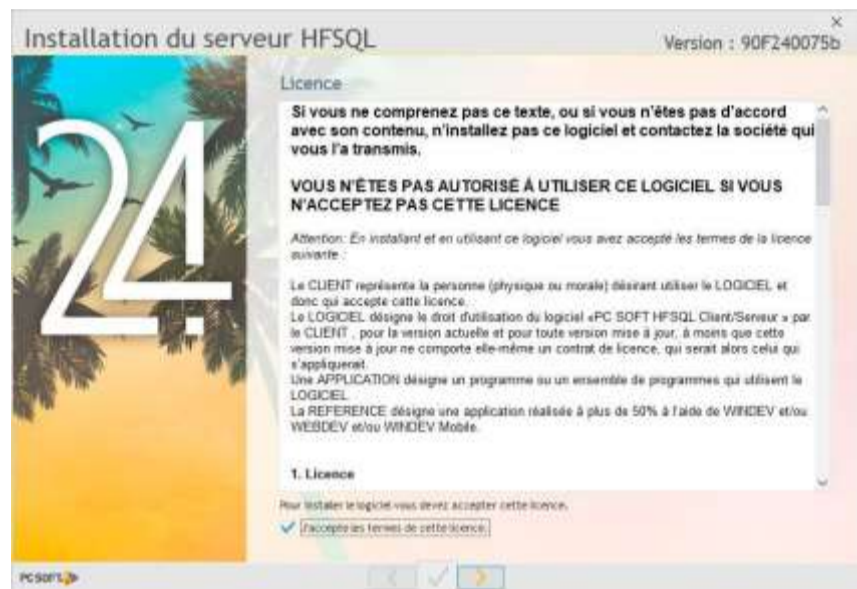 Installation du serveur HFSQL
Version : 90F240075b
24
Licence
Si vous ne comprenez pas ce texte, ou si vous n'êtes pas d'accord
avec son contenu, n'installez pas ce logiciel et contactez la société qui
vous l'a transmis.
VOUS N'ÊTES PAS AUTORISÉ À UTILISER CE LOGICIEL SI VOUS
N'ACCEPTEZ PAS CETTE LICENCE
Attention: En installant et en utilisant ce logiciel vous avez accepté les termes de la licence
suivante :
Le CLIENT représente la personne (physique ou morale) désirant utiliser le LOGICIEL et
donc qui accepte cette licence.
Le LOGICIEL désigne le droit d'utilisation du logiciel «PC SOFT HFSQL Client/Serveur » par
le CLIENT , pour la version actuelle et pour toute version mise à jour, à moins que cette
version mise à jour ne comporte elle-même un contrat de licence, qui serait alors celui qui
s'appliquerait.
Une APPLICATION désigne un programme ou un ensemble de programmes qui utilisent le
LOGICIEL.
La REFERENCE désigne une application réalisée à plus de 50% à l'aide de WINDEV et/ou
WEBDEV et/ou WINDEV Mobile.
1. Licence
Pour installer le logiciel vous devez accepter cette licence.
J'accepte les termes de cette licence.
PC SOFT